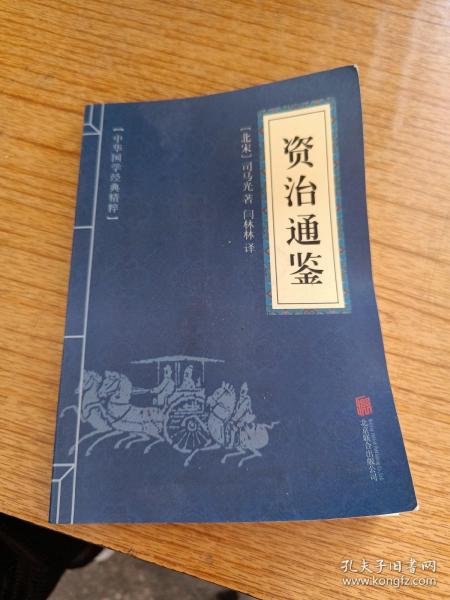 资治通鉴
[北宋]司马光 著 闫林林 译
【中华国学经典精粹】
北京联合出版公司
孔夫子旧书网
www.kongfz.com